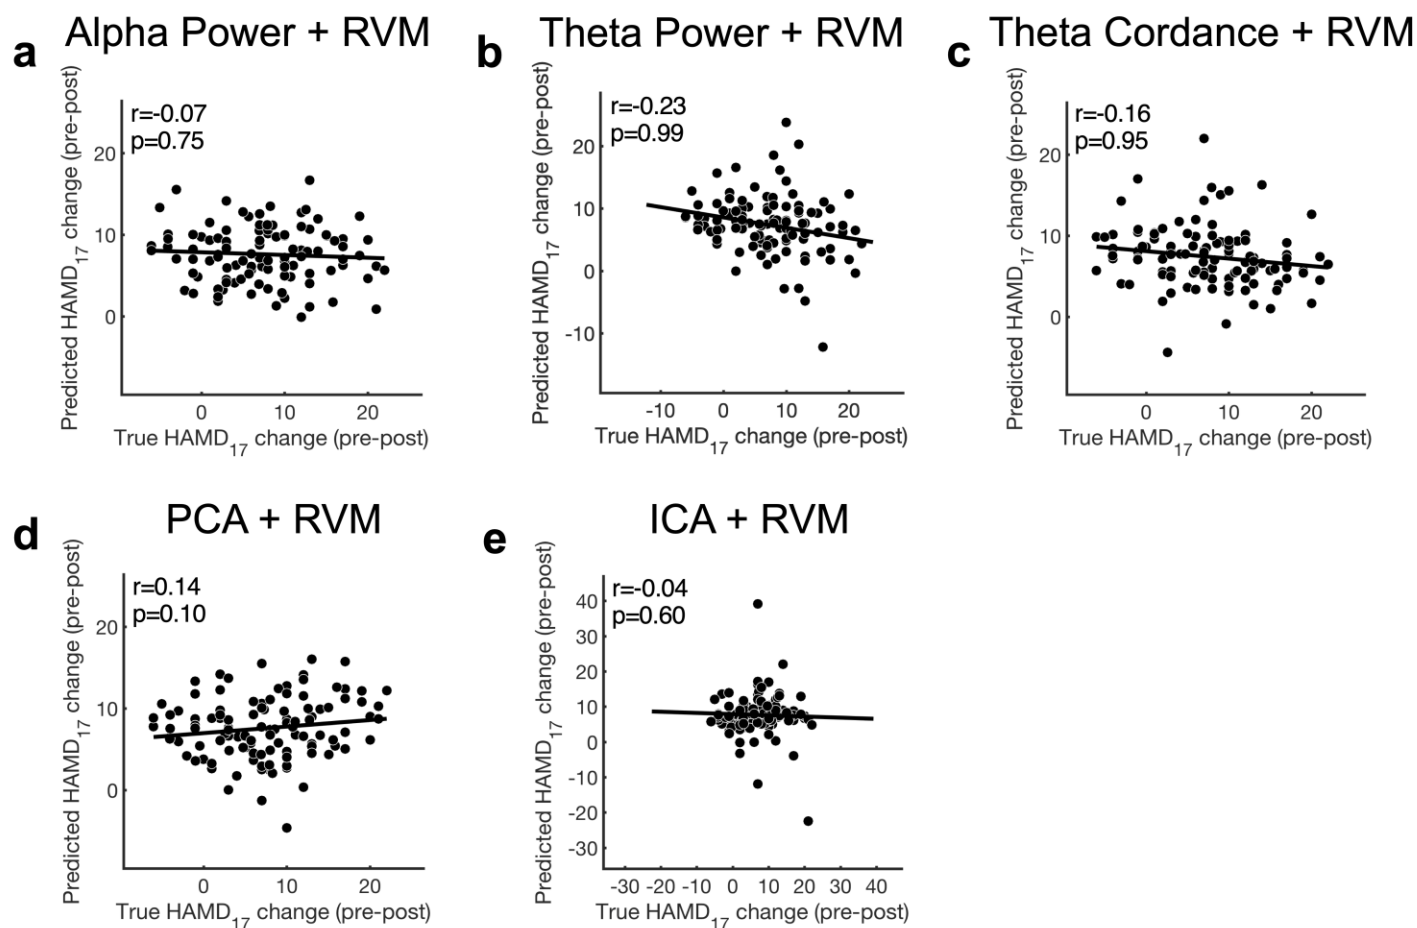 a
Alpha Power + RVM
r=-0.07
p=0.75
Predicted HAMD17 change (pre-post)
20
10
0
0 10 20
True HAMD17 change (pre-post)
b
Theta Power + RVM
r=-0.23
p=0.99
Predicted HAMD17 change (pre-post)
20
10
0
-10
-10 0 10 20
True HAMD17 change (pre-post)
c
Theta Cordance + RVM
r=-0.16
p=0.95
Predicted HAMD17 change (pre-post)
20
10
0
0 10 20
True HAMD17 change (pre-post)
d
PCA + RVM
r=0.14
p=0.10
Predicted HAMD17 change (pre-post)
20
10
0
0 10 20
True HAMD17 change (pre-post)
e
ICA + RVM
r=-0.04
p=0.60
Predicted HAMD17 change (pre-post)
40
30
20
10
0
-10
-20
-30
-30 -20 -10 0 10 20 30 40
True HAMD17 change (pre-post)